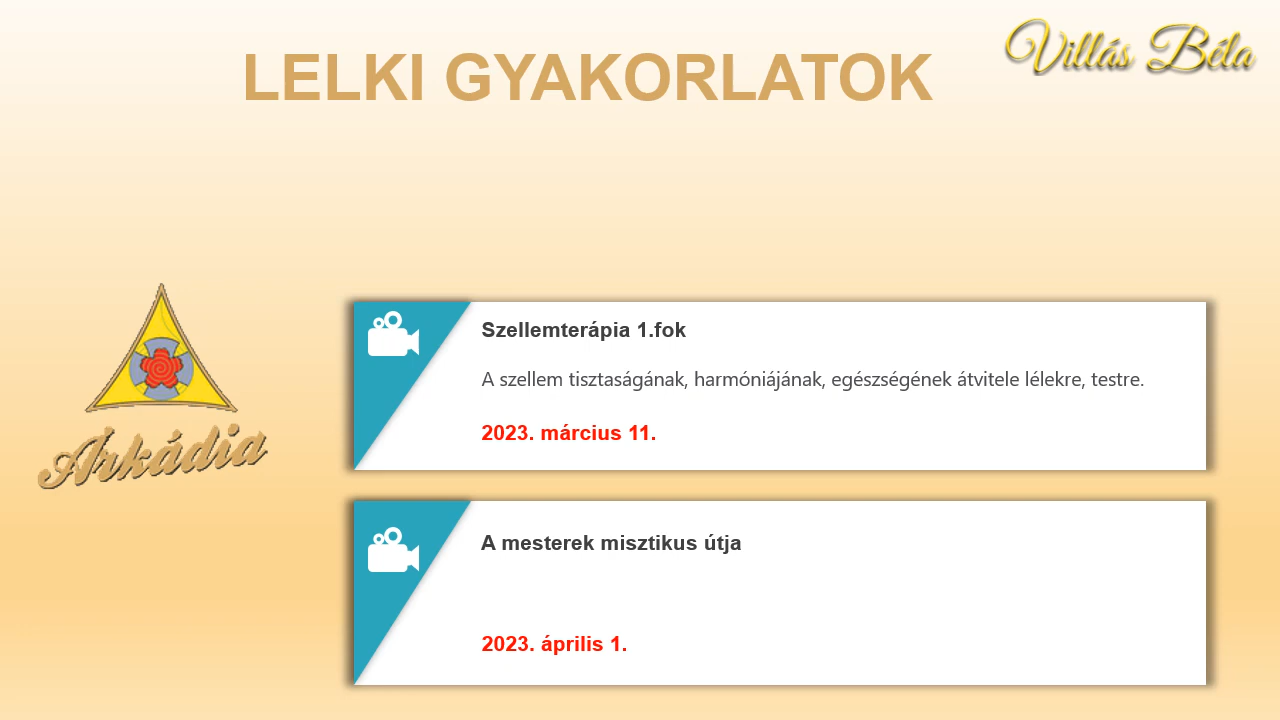 LELKI GYAKORLATOK
Villás Béla
Árkádia
Szellemterápia 1.fok
A szellem tisztaságának, harmóniájának, egészségének átvitele lélekre, testre.
2023. március 11.
A mesterek misztikus útja
2023. április 1.